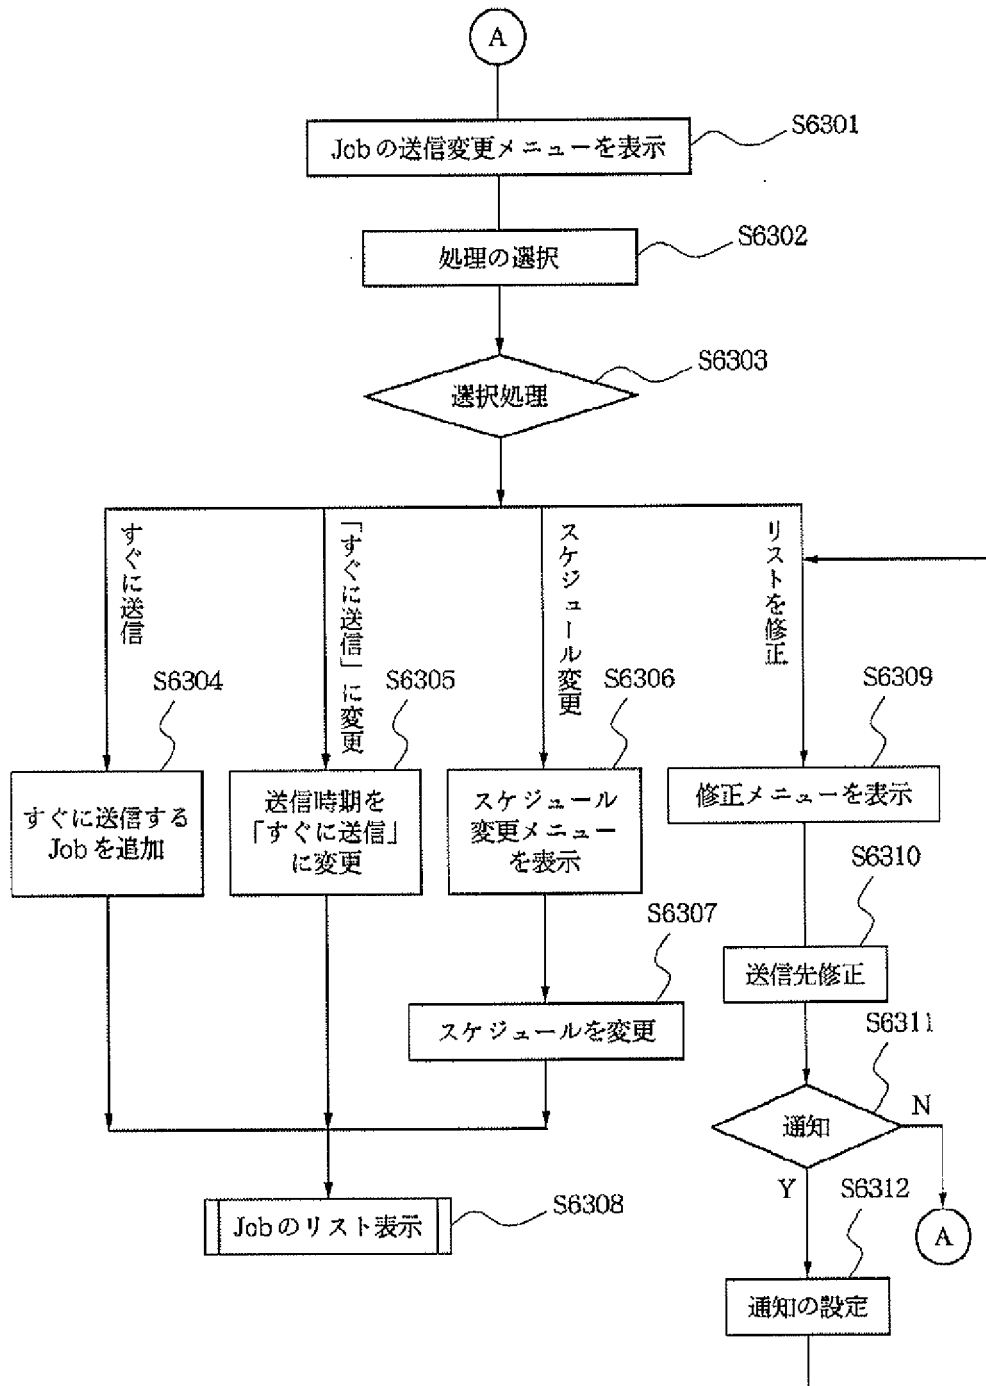 A
Jobの送信変更メニューを表示
S6301
処理の選択
S6302
選択処理
S6303
すぐに送信
「すぐに送信」に変更
スケジュール変更
リストを修正
S6304
S6305
S6306
S6309
すぐに送信する
Jobを追加
送信時期を
「すぐに送信」
に変更
スケジュール
変更メニュー
を表示
修正メニューを表示
S6310
送信先修正
S6307
スケジュールを変更
S6311
通知
N
Y
A
S6308
Jobのリスト表示
S6312
通知の設定